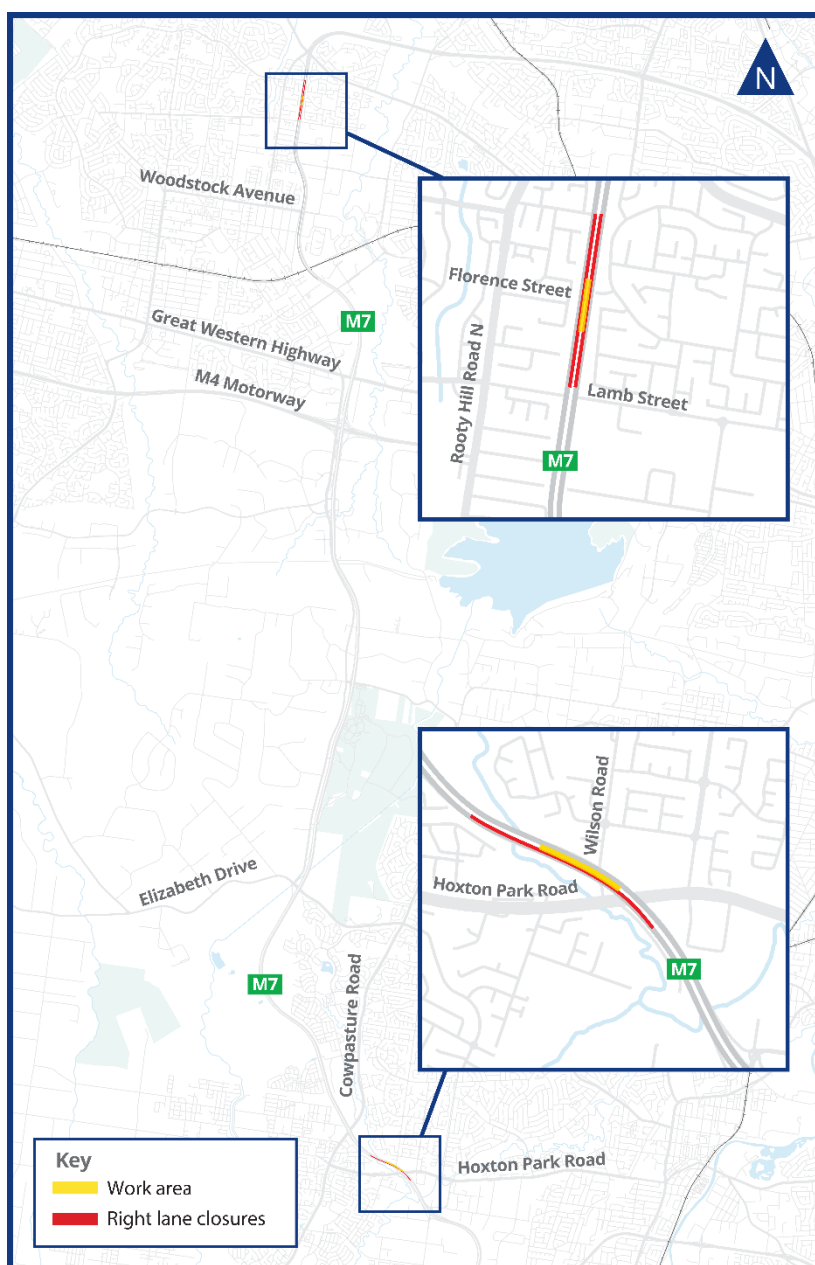 N
Woodstock Avenue
Great Western Highway
M7
M4 Motorway
Florence Street
Rooty Hill Road N
Lamb Street
M7
Elizabeth Drive
M7
Cowpasture Road
Wilson Road
Hoxton Park Road
M7
Hoxton Park Road
Key
Work area
Right lane closures